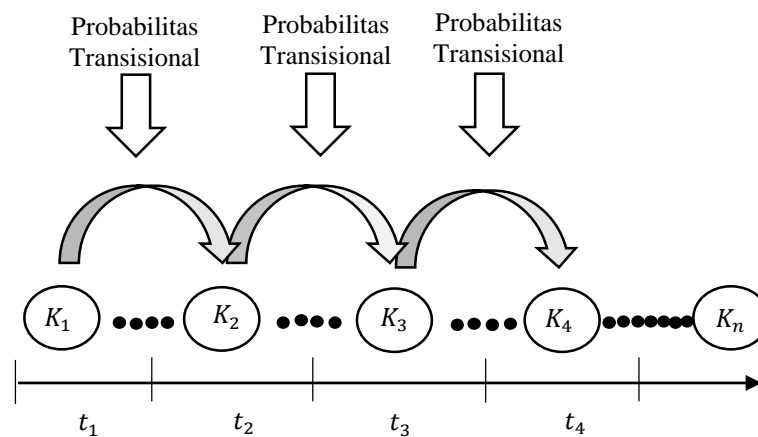 Probabilitas
Transisional
Probabilitas
Transisional
Probabilitas
Transisional
K₁
K₂
K₃
K₄
Kₙ
t₁
t₂
t₃
t₄